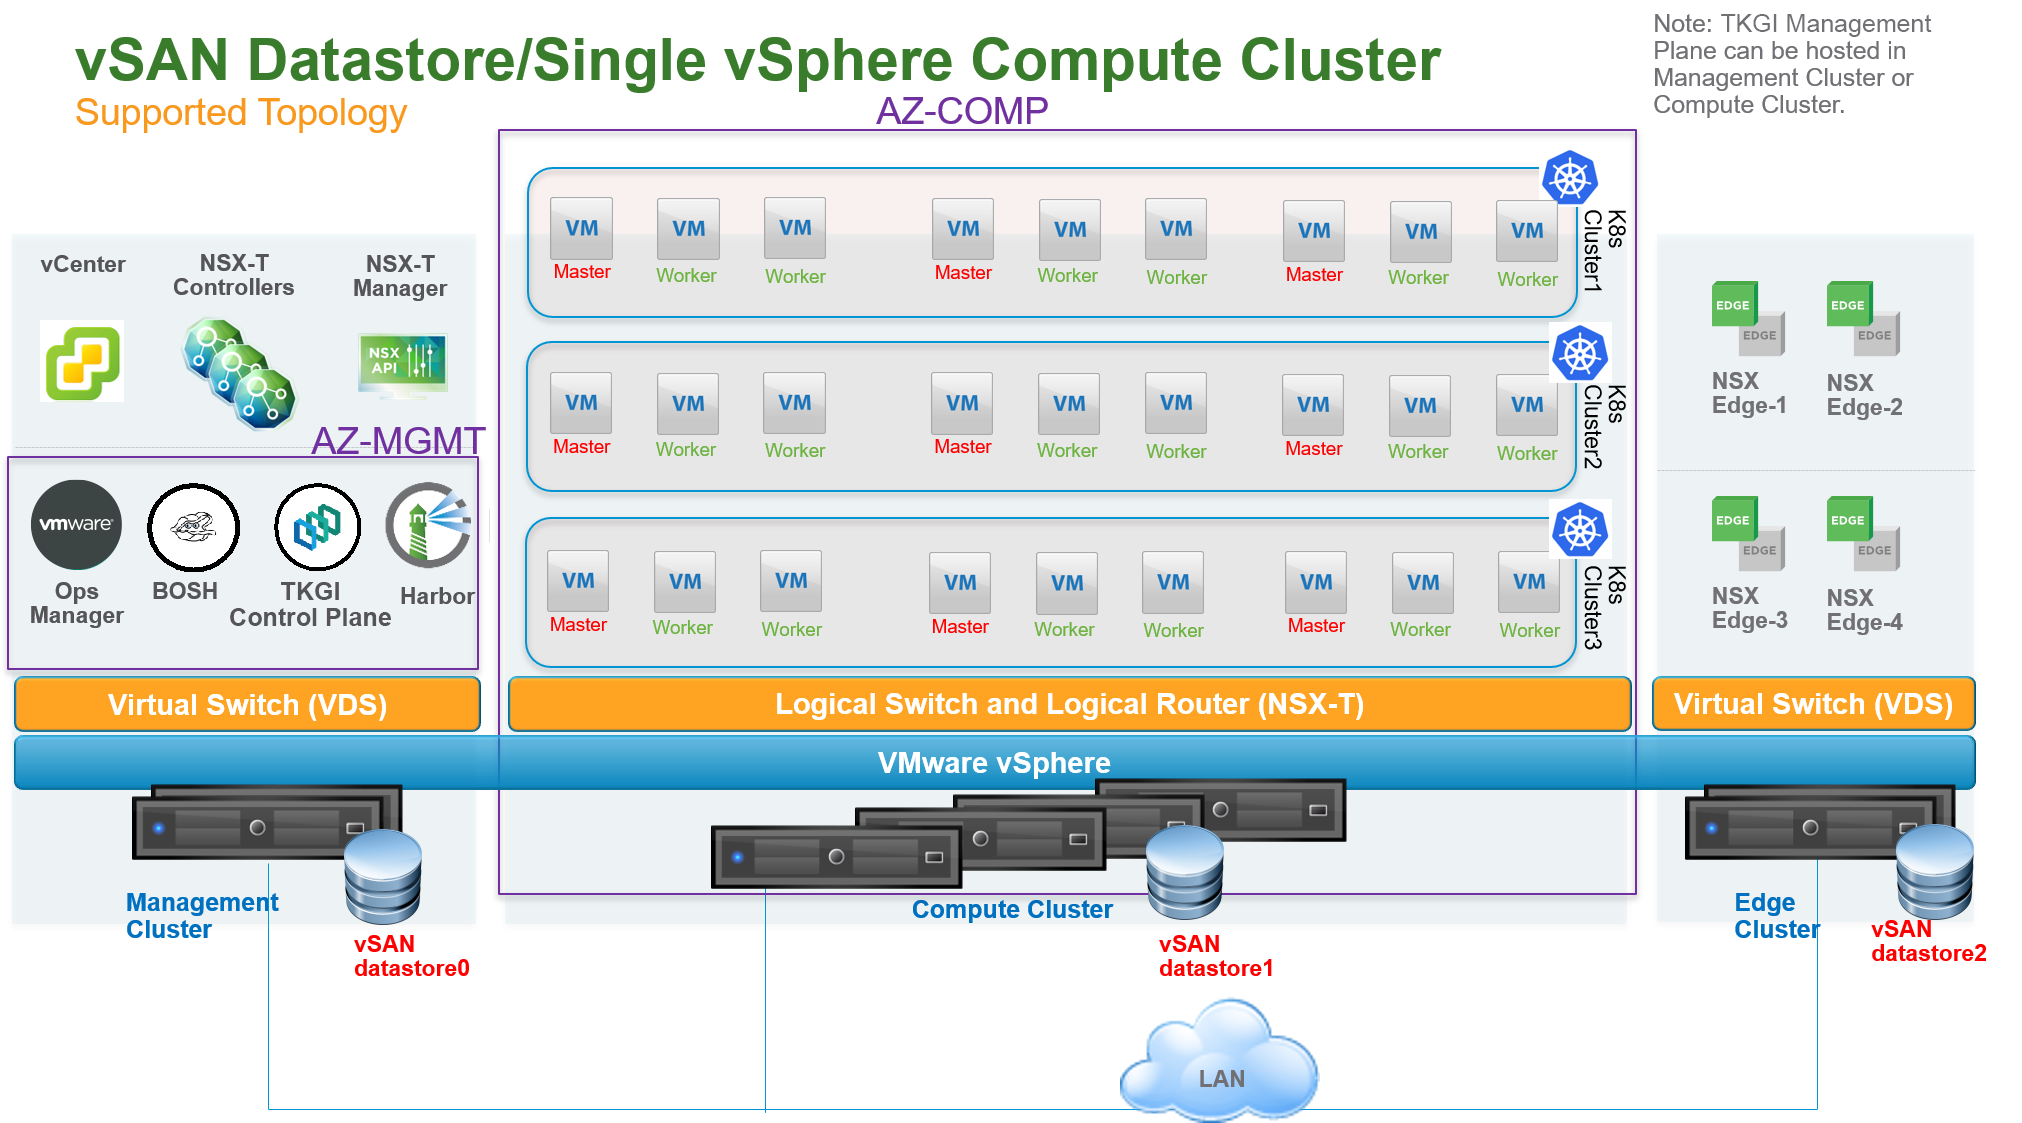 vSAN Datastore/Single vSphere Compute Cluster
Supported Topology
Note: TKGI Management
Plane can be hosted in
Management Cluster or
Compute Cluster.
AZ-COMP
vCenter
NSX-T
Controllers
NSX-T
Manager
NSX
API
AZ-MGMT
vmware
Ops
Manager
BOSH
TKGI
Control Plane
Harbor
VM VM VM VM VM VM VM VM VM
Master Worker Worker Master Worker Worker Master Worker Worker
K8s
Cluster1
VM VM VM VM VM VM VM VM VM
Master Worker Worker Master Worker Worker Master Worker Worker
K8s
Cluster2
VM VM VM VM VM VM VM VM VM
Master Worker Worker Master Worker Worker Master Worker Worker
K8s
Cluster3
EDGE
EDGE
NSX
Edge-1
EDGE
EDGE
NSX
Edge-2
EDGE
EDGE
NSX
Edge-3
EDGE
EDGE
NSX
Edge-4
Virtual Switch (VDS)
Logical Switch and Logical Router (NSX-T)
Virtual Switch (VDS)
VMware vSphere
Management
Cluster
vSAN
datastore0
Compute Cluster
vSAN
datastore1
Edge
Cluster
vSAN
datastore2
LAN